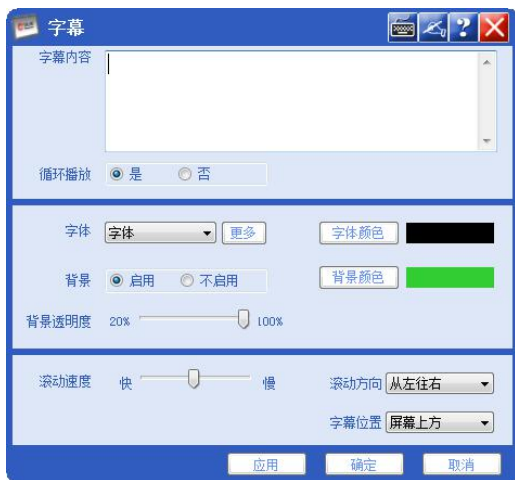 字幕
?
字幕内容
循环播放 是 否
字体 字体 更多 字体颜色
背景 启用 不启用 背景颜色
背景透明度 20% 100%
滚动速度 快 慢 滚动方向 从左往右
字幕位置 屏幕上方
应用 确定 取消